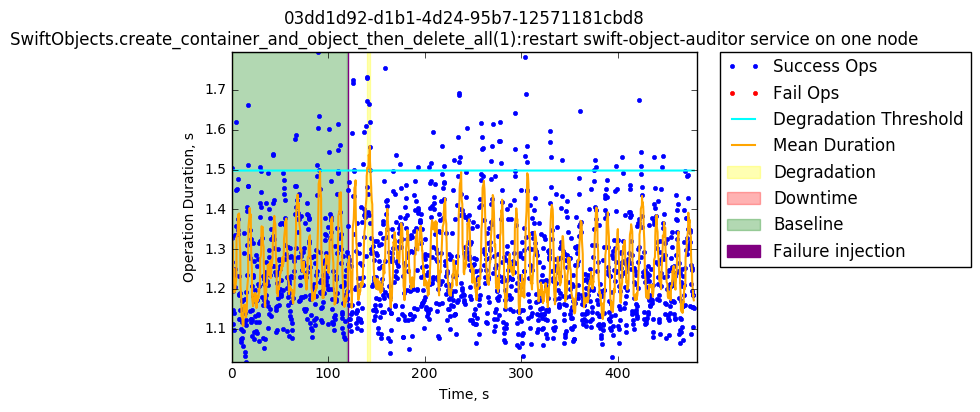 03dd1d92-d1b1-4d24-95b7-12571181cbd8
SwiftObjects.create_container_and_object_then_delete_all(1):restart swift-object-auditor service on one node
1.7
1.6
1.5
1.4
1.3
1.2
1.1
Operation Duration, s
0 100 200 300 400
Time, s
Success Ops
Fail Ops
Degradation Threshold
Mean Duration
Degradation
Downtime
Baseline
Failure injection